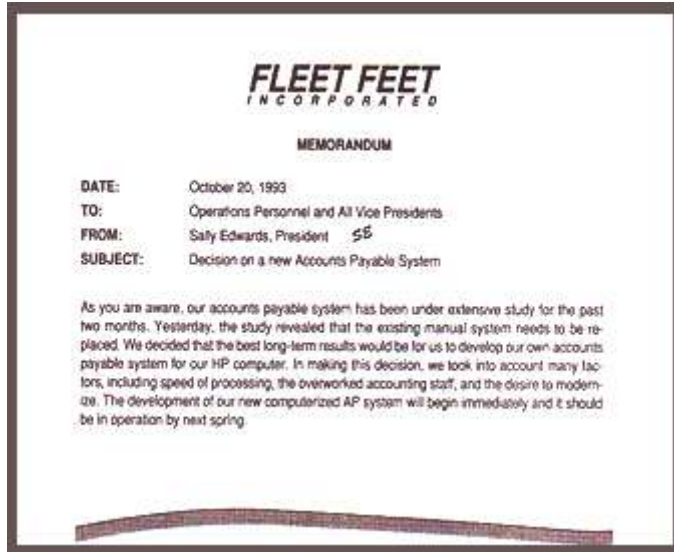 FLEET FEET
INCORPORATED
MEMORANDUM
DATE: October 20, 1993
TO: Operations Personnel and All Vice Presidents
FROM: Sally Edwards, President SE
SUBJECT: Decision on a new Accounts Payable System
As you are aware, our accounts payable system has been under extensive study for the past
two months. Yesterday, the study revealed that the existing manual system needs to be re-
placed. We decided that the best long-term results would be for us to develop our own accounts
payable system for our HP computer. In making this decision, we took into account many fac-
tors, including speed of processing, the overworked accounting staff, and the desire to modern-
ize. The development of our new computerized AP system will begin immediately and it should
be in operation by next spring.